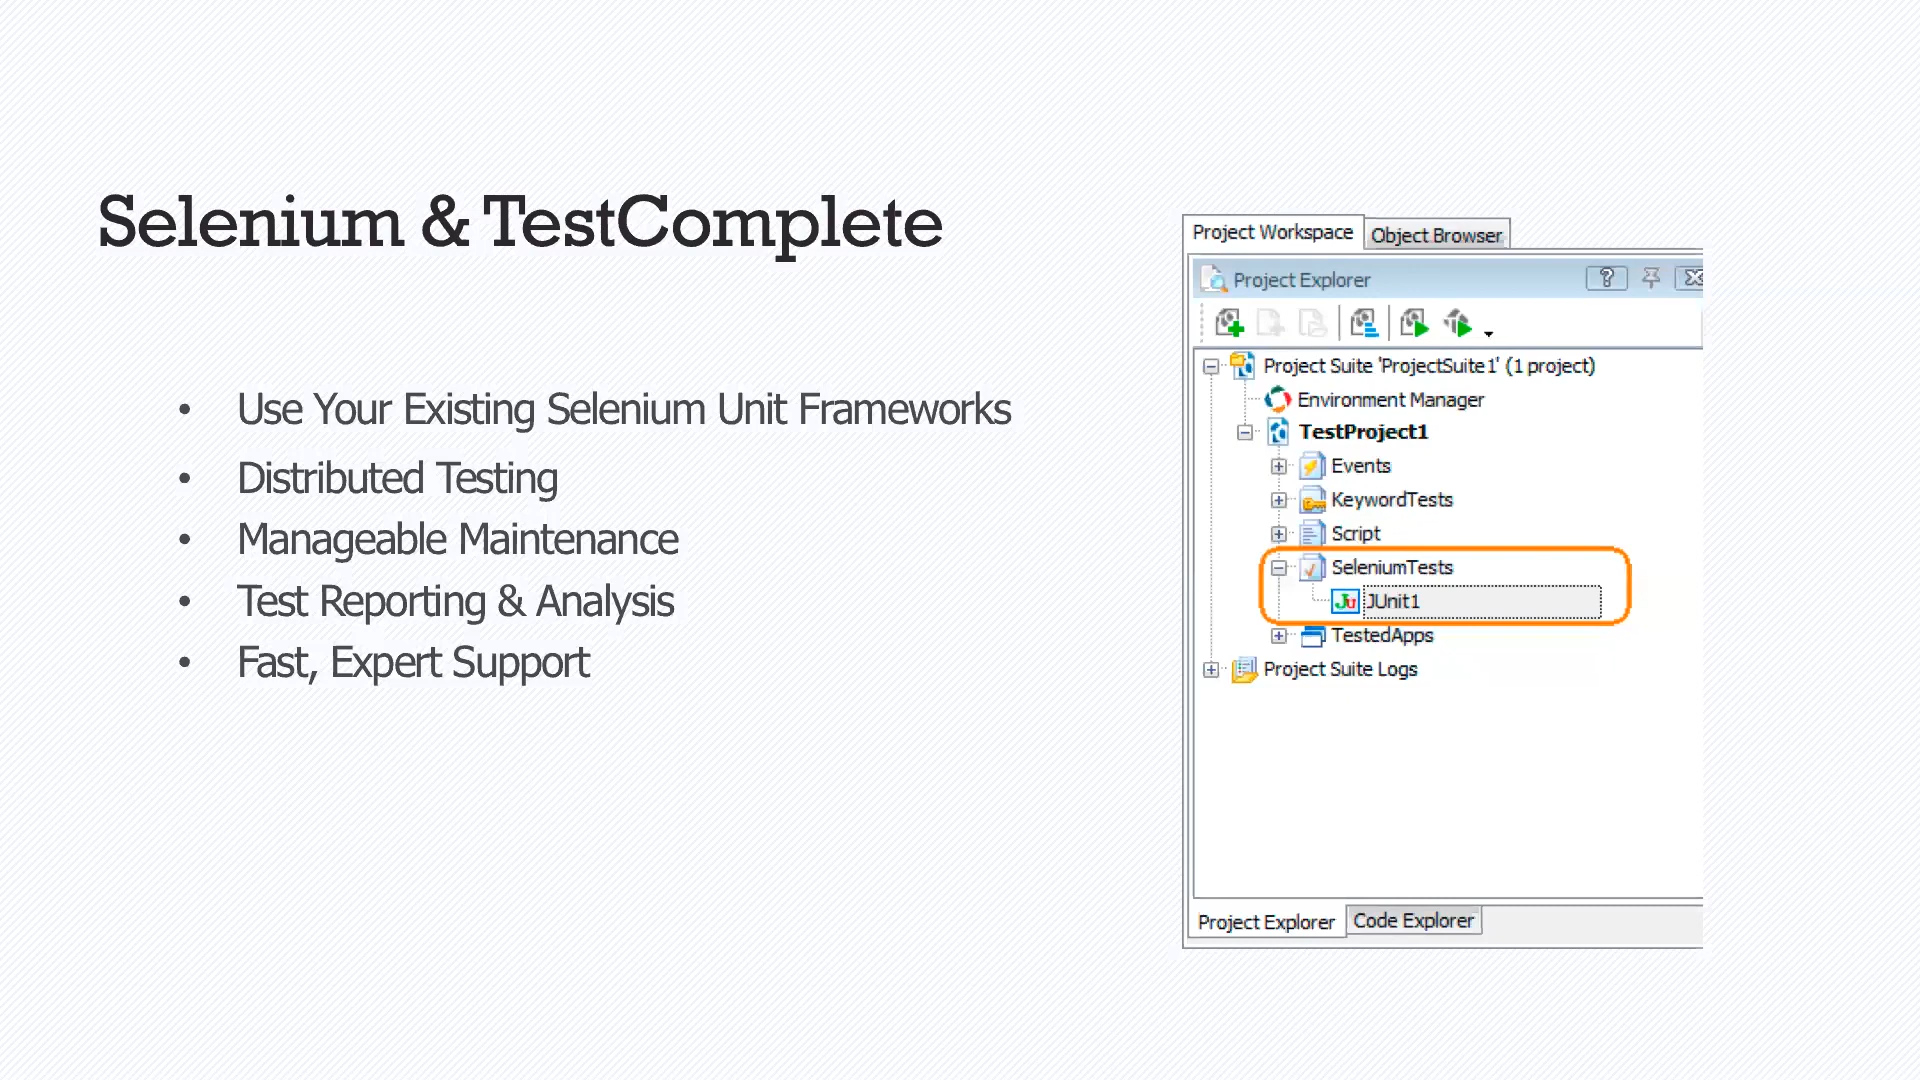 Selenium & TestComplete
• Use Your Existing Selenium Unit Frameworks
• Distributed Testing
• Manageable Maintenance
• Test Reporting & Analysis
• Fast, Expert Support
Project Workspace Object Browser
Project Explorer
Project Suite 'ProjectSuite1' (1 project)
Environment Manager
TestProject1
Events
KeywordTests
Script
SeleniumTests
JUnit1
TestedApps
Project Suite Logs
Project Explorer Code Explorer